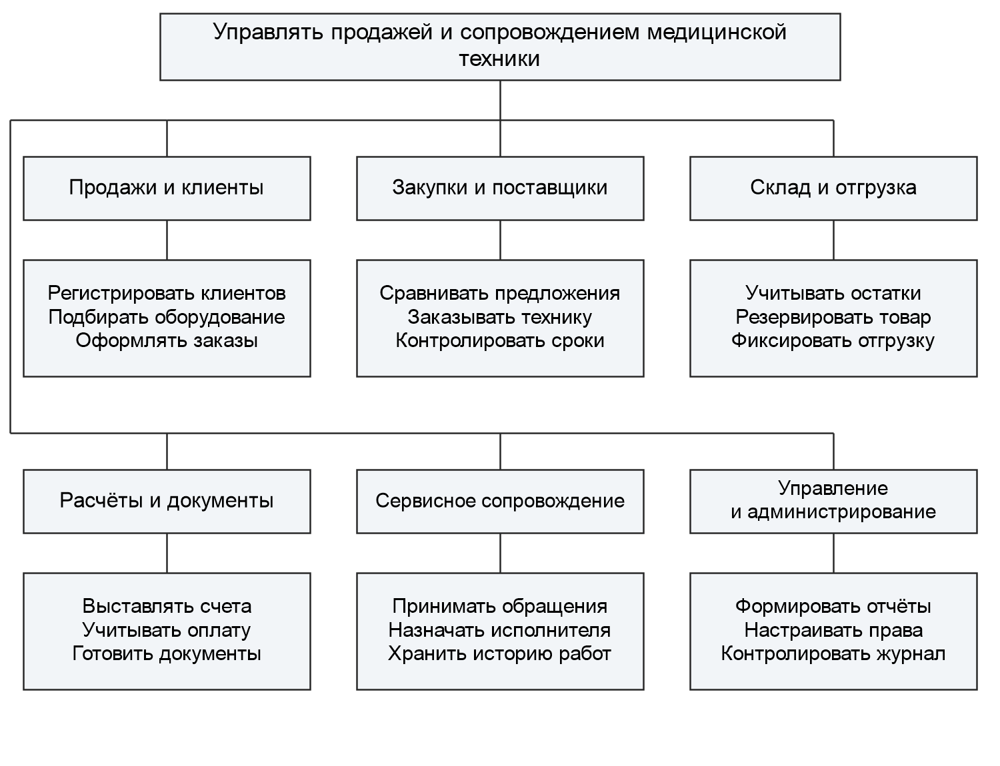 Управлять продажей и сопровождением медицинской
техники
Продажи и клиенты
Закупки и поставщики
Склад и отгрузка
Регистрировать клиентов
Подбирать оборудование
Оформлять заказы
Сравнивать предложения
Заказывать технику
Контролировать сроки
Учитывать остатки
Резервировать товар
Фиксировать отгрузку
Расчёты и документы
Сервисное сопровождение
Управление
и администрирование
Выставлять счета
Учитывать оплату
Готовить документы
Принимать обращения
Назначать исполнителя
Хранить историю работ
Формировать отчёты
Настраивать права
Контролировать журнал